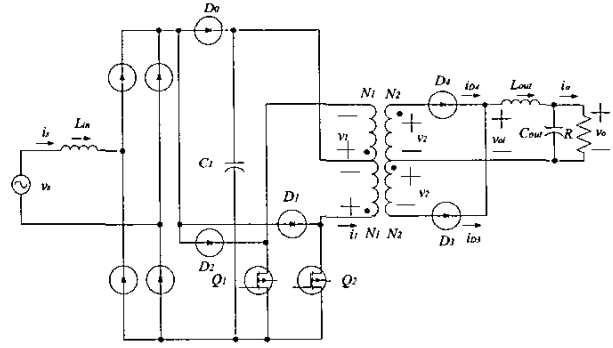 D0
D4
iD4
Lout
io
N1 N2
+
+
+
+
is
Lin
v1
v2
voi
Cout
R
vo
C1
−
−
−
−
vs
D1
−
+
v2
+
−
D2
i1
N1 N2
D3
iD3
Q1
Q2